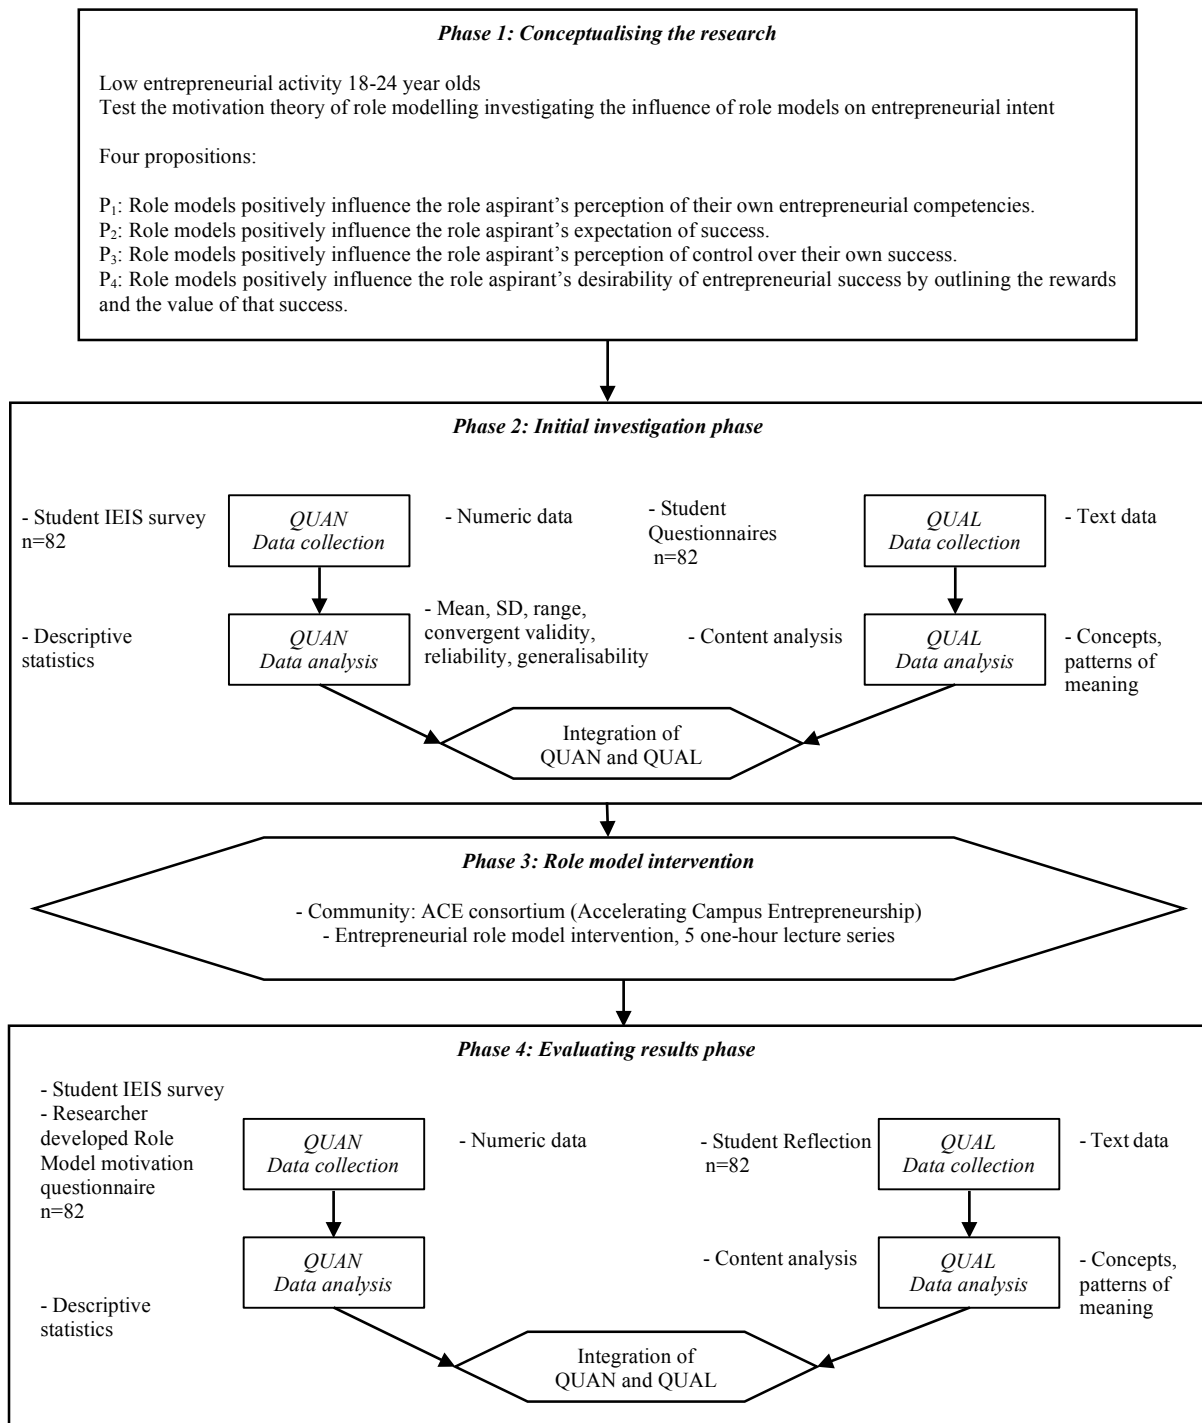 Phase 1: Conceptualising the research
Low entrepreneurial activity 18-24 year olds
Test the motivation theory of role modelling investigating the influence of role models on entrepreneurial intent
Four propositions:
P₁: Role models positively influence the role aspirant’s perception of their own entrepreneurial competencies.
P₂: Role models positively influence the role aspirant’s expectation of success.
P₃: Role models positively influence the role aspirant’s perception of control over their own success.
P₄: Role models positively influence the role aspirant’s desirability of entrepreneurial success by outlining the rewards
and the value of that success.
Phase 2: Initial investigation phase
- Student IEIS survey
n=82
QUAN
Data collection
- Numeric data
- Student
Questionnaires
n=82
QUAL
Data collection
- Text data
- Descriptive
statistics
QUAN
Data analysis
- Mean, SD, range,
convergent validity,
reliability, generalisability
- Content analysis
QUAL
Data analysis
- Concepts,
patterns of
meaning
Integration of
QUAN and QUAL
Phase 3: Role model intervention
- Community: ACE consortium (Accelerating Campus Entrepreneurship)
- Entrepreneurial role model intervention, 5 one-hour lecture series
Phase 4: Evaluating results phase
- Student IEIS survey
- Researcher
developed Role
Model motivation
questionnaire
n=82
QUAN
Data collection
- Numeric data
- Student Reflection
n=82
QUAL
Data collection
- Text data
- Descriptive
statistics
QUAN
Data analysis
- Content analysis
QUAL
Data analysis
- Concepts,
patterns of
meaning
Integration of
QUAN and QUAL